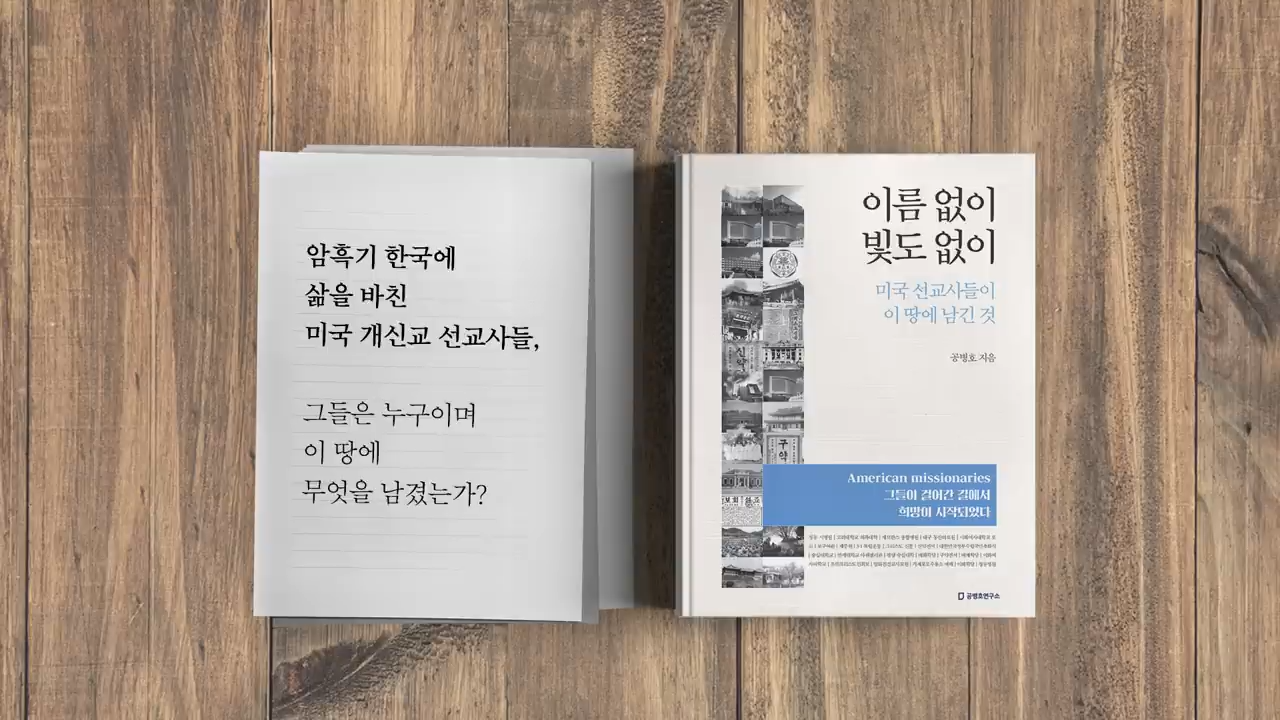 암흑기 한국에
삶을 바친
미국 개신교 선교사들,
그들은 누구이며
이 땅에
무엇을 남겼는가?
이름 없이
빛도 없이
미국 선교사들이
이 땅에 남긴 것
공병호 지음
신약
구약
American missionaries
그들이 걸어간 길에서
희망이 시작되었다
공병호연구소